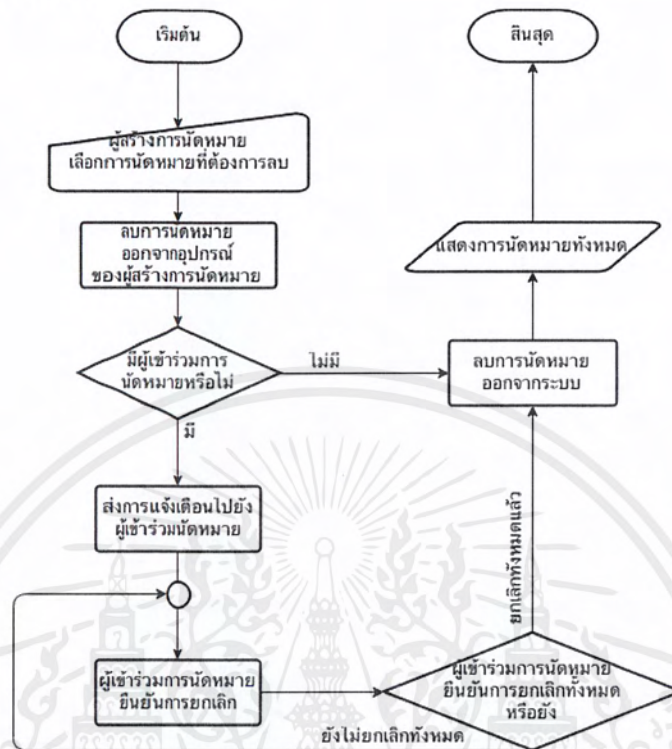 เริ่มต้น
ผู้สร้างการนัดหมาย
เลือกการนัดหมายที่ต้องการลบ
ลบการนัดหมาย
ออกจากอุปกรณ์
ของผู้สร้างการนัดหมาย
มีผู้เข้าร่วมการ
นัดหมายหรือไม่
ไม่มี
มี
ส่งการแจ้งเตือนไปยัง
ผู้เข้าร่วมนัดหมาย
ผู้เข้าร่วมการนัดหมาย
ยืนยันการยกเลิก
ผู้เข้าร่วมการนัดหมาย
ยืนยันการยกเลิกทั้งหมด
หรือยัง
ยังไม่ยกเลิกทั้งหมด
ยกเลิกทั้งหมดแล้ว
ลบการนัดหมาย
ออกจากระบบ
แสดงการนัดหมายทั้งหมด
สิ้นสุด